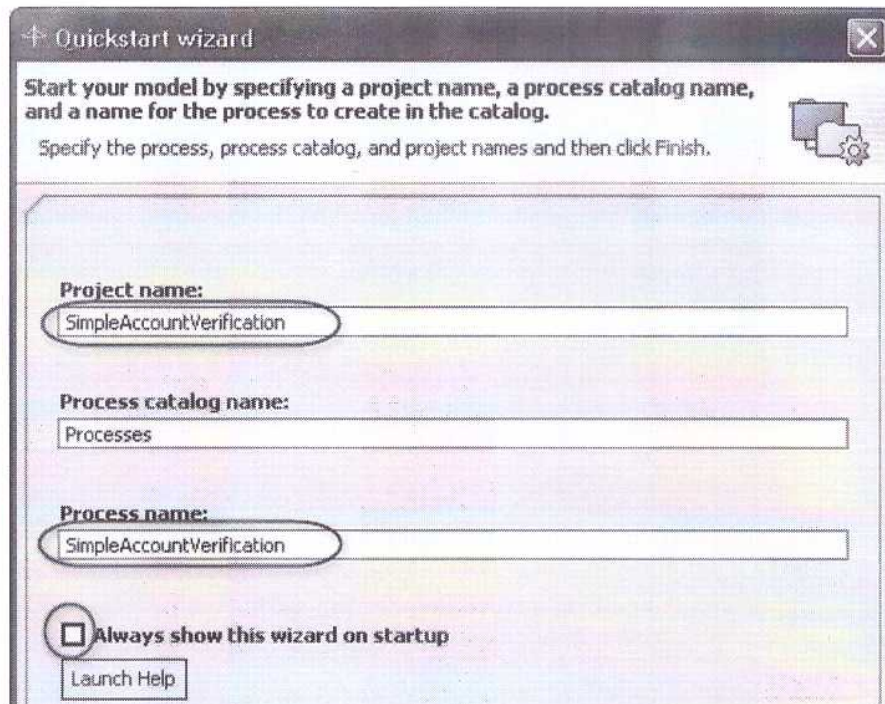 Quickstart wizard
Start your model by specifying a project name, a process catalog name,
and a name for the process to create in the catalog.
Specify the process, process catalog, and project names and then click Finish.
Project name:
SimpleAccountVerification
Process catalog name:
Processes
Process name:
SimpleAccountVerification
Always show this wizard on startup
Launch Help